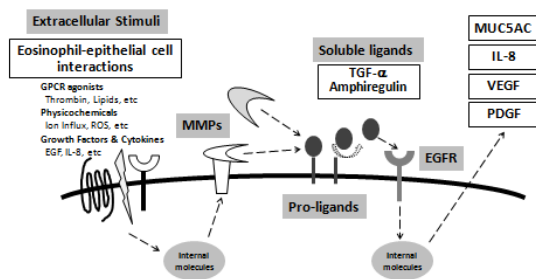 Extracellular Stimuli
Eosinophil-epithelial cell
interactions
GPCR agonists
Thrombin, Lipids, etc
Physicochemicals
Ion Influx, ROS, etc
Growth Factors & Cytokines
EGF, IL-8, etc
MMPs
Soluble ligands
TGF-α
Amphiregulin
Pro-ligands
EGFR
MUC5AC
IL-8
VEGF
PDGF
Internal
molecules
Internal
molecules